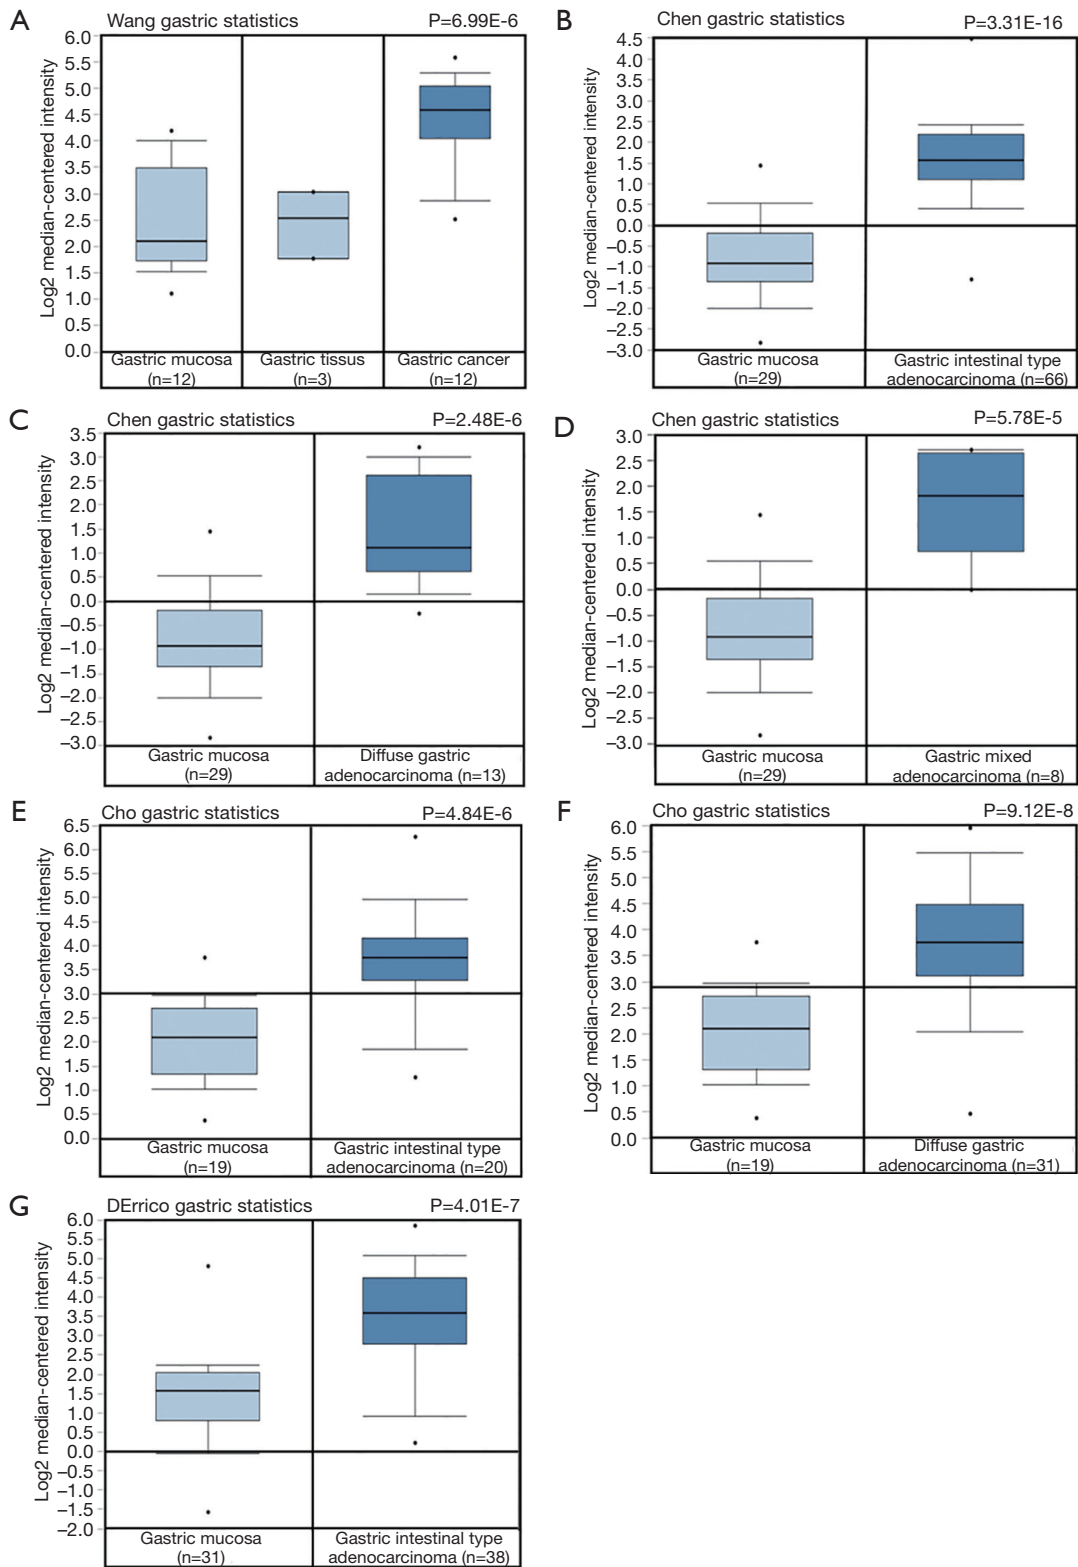 A
Wang gastric statistics
P=6.99E-6
Log2 median-centered intensity
6.0
5.5
5.0
4.5
4.0
3.5
3.0
2.5
2.0
1.5
1.0
0.5
0.0
Gastric mucosa
(n=12)
Gastric tissus
(n=3)
Gastric cancer
(n=12)
B
Chen gastric statistics
P=3.31E-16
Log2 median-centered intensity
4.5
4.0
3.5
3.0
2.5
2.0
1.5
1.0
0.5
0.0
−0.5
−1.0
−1.5
−2.0
−2.5
−3.0
Gastric mucosa
(n=29)
Gastric intestinal type
adenocarcinoma (n=66)
C
Chen gastric statistics
P=2.48E-6
Log2 median-centered intensity
3.5
3.0
2.5
2.0
1.5
1.0
0.5
0.0
−0.5
−1.0
−1.5
−2.0
−2.5
−3.0
Gastric mucosa
(n=29)
Diffuse gastric
adenocarcinoma (n=13)
D
Chen gastric statistics
P=5.78E-5
Log2 median-centered intensity
3.0
2.5
2.0
1.5
1.0
0.5
0.0
−0.5
−1.0
−1.5
−2.0
−2.5
−3.0
Gastric mucosa
(n=29)
Gastric mixed
adenocarcinoma (n=8)
E
Cho gastric statistics
P=4.84E-6
Log2 median-centered intensity
6.5
6.0
5.5
5.0
4.5
4.0
3.5
3.0
2.5
2.0
1.5
1.0
0.5
0.0
Gastric mucosa
(n=19)
Gastric intestinal type
adenocarcinoma (n=20)
F
Cho gastric statistics
P=9.12E-8
Log2 median-centered intensity
6.0
5.5
5.0
4.5
4.0
3.5
3.0
2.5
2.0
1.5
1.0
0.5
0.0
Gastric mucosa
(n=19)
Diffuse gastric
adenocarcinoma (n=31)
G
DErrico gastric statistics
P=4.01E-7
Log2 median-centered intensity
6.0
5.5
5.0
4.5
4.0
3.5
3.0
2.5
2.0
1.5
1.0
0.5
0.0
−0.5
−1.0
−1.5
−2.0
Gastric mucosa
(n=31)
Gastric intestinal type
adenocarcinoma (n=38)